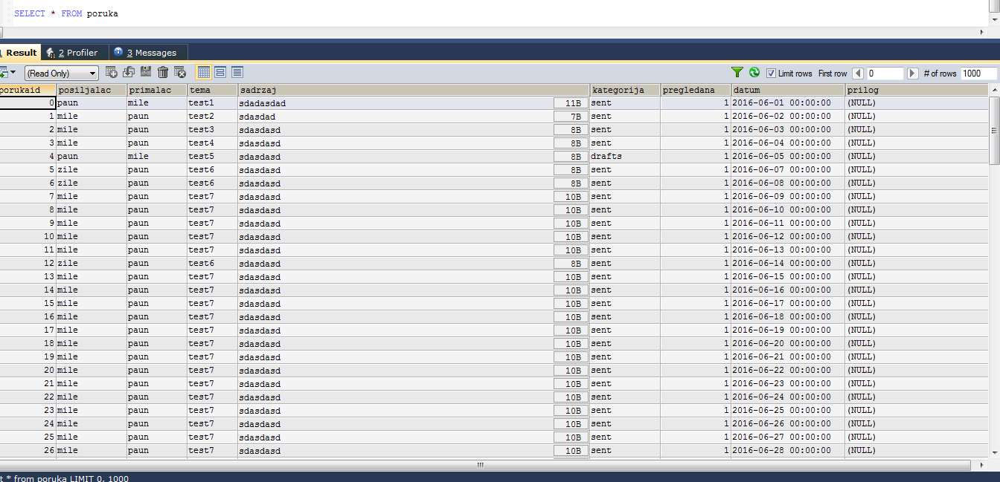 SELECT * FROM poruka
1 Result 2 Profiler 3 Messages
(Read Only) Limit rows First row 0 # of rows 1000
porukaid posiljalac primalac tema sadrzaj kategorija pregledana datum prilog
0 paun mile test1 sdadasdad 11B sent 1 2016-06-01 00:00:00 (NULL)
1 mile paun test2 sdasdad 7B sent 1 2016-06-02 00:00:00 (NULL)
2 mile paun test3 sdasdasd 8B sent 1 2016-06-03 00:00:00 (NULL)
3 mile paun test4 sdasdasd 8B sent 1 2016-06-04 00:00:00 (NULL)
4 paun mile test5 sdasdasd 8B drafts 1 2016-06-05 00:00:00 (NULL)
5 zile paun test6 sdasdasd 8B sent 1 2016-06-07 00:00:00 (NULL)
6 zile paun test6 sdasdasd 8B sent 1 2016-06-08 00:00:00 (NULL)
7 mile paun test7 sdasdasd 10B sent 1 2016-06-09 00:00:00 (NULL)
8 mile paun test7 sdasdasd 10B sent 1 2016-06-10 00:00:00 (NULL)
9 mile paun test7 sdasdasd 10B sent 1 2016-06-11 00:00:00 (NULL)
10 mile paun test7 sdasdasd 10B sent 1 2016-06-12 00:00:00 (NULL)
11 mile paun test7 sdasdasd 10B sent 1 2016-06-13 00:00:00 (NULL)
12 zile paun test6 sdasdasd 8B sent 1 2016-06-14 00:00:00 (NULL)
13 mile paun test7 sdasdasd 10B sent 1 2016-06-15 00:00:00 (NULL)
14 mile paun test7 sdasdasd 10B sent 1 2016-06-16 00:00:00 (NULL)
15 mile paun test7 sdasdasd 10B sent 1 2016-06-17 00:00:00 (NULL)
16 mile paun test7 sdasdasd 10B sent 1 2016-06-18 00:00:00 (NULL)
17 mile paun test7 sdasdasd 10B sent 1 2016-06-19 00:00:00 (NULL)
18 mile paun test7 sdasdasd 10B sent 1 2016-06-20 00:00:00 (NULL)
19 mile paun test7 sdasdasd 10B sent 1 2016-06-21 00:00:00 (NULL)
20 mile paun test7 sdasdasd 10B sent 1 2016-06-22 00:00:00 (NULL)
21 mile paun test7 sdasdasd 10B sent 1 2016-06-23 00:00:00 (NULL)
22 mile paun test7 sdasdasd 10B sent 1 2016-06-24 00:00:00 (NULL)
23 mile paun test7 sdasdasd 10B sent 1 2016-06-25 00:00:00 (NULL)
24 mile paun test7 sdasdasd 10B sent 1 2016-06-26 00:00:00 (NULL)
25 mile paun test7 sdasdasd 10B sent 1 2016-06-27 00:00:00 (NULL)
26 mile paun test7 sdasdasd 10B sent 1 2016-06-28 00:00:00 (NULL)
t * from poruka LIMIT 0, 1000